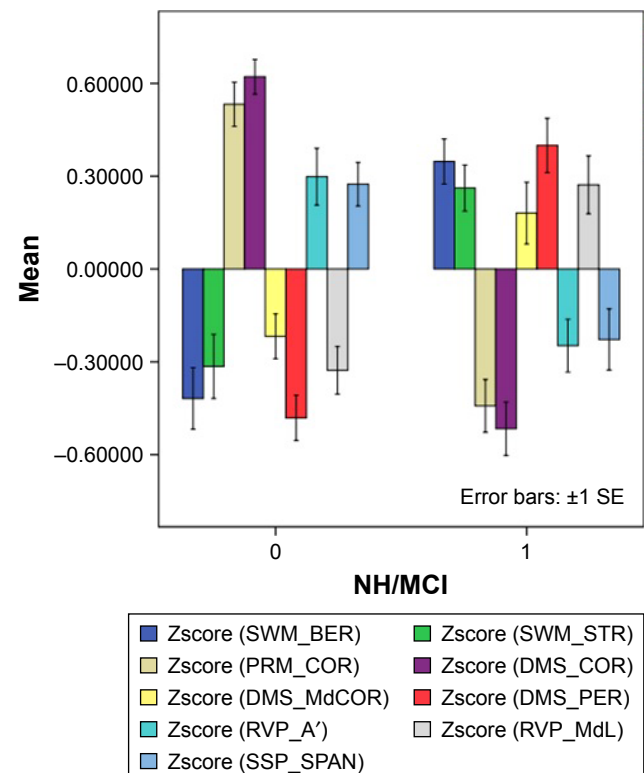 0.60000
0.30000
0.00000
–0.30000
–0.60000
Mean
Error bars: ±1 SE
0 1
NH/MCI
Zscore (SWM_BER) Zscore (SWM_STR)
Zscore (PRM_COR) Zscore (DMS_COR)
Zscore (DMS_MdCOR) Zscore (DMS_PER)
Zscore (RVP_A′) Zscore (RVP_MdL)
Zscore (SSP_SPAN)